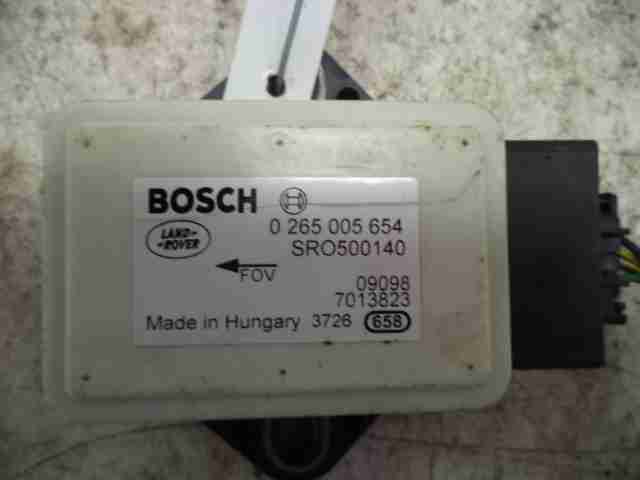 BOSCH
0 265 005 654
LAND-
ROVER
SRO500140
FOV
09098
7013823
Made in Hungary 3726 658